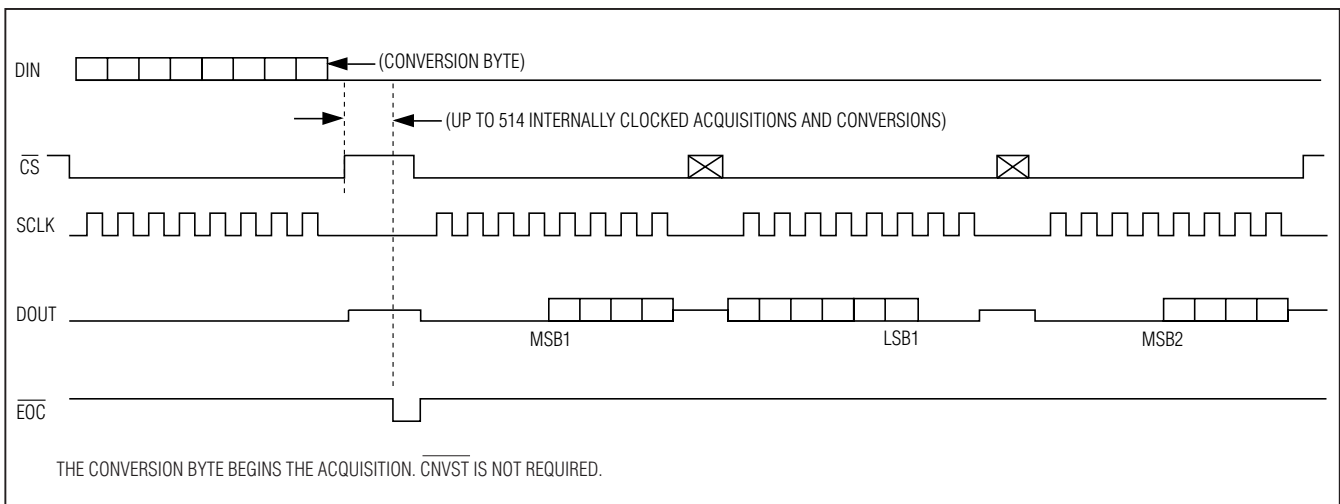 DIN
(CONVERSION BYTE)
(UP TO 514 INTERNALLY CLOCKED ACQUISITIONS AND CONVERSIONS)
CS
SCLK
DOUT
MSB1 LSB1 MSB2
EOC
THE CONVERSION BYTE BEGINS THE ACQUISITION. CNVST IS NOT REQUIRED.